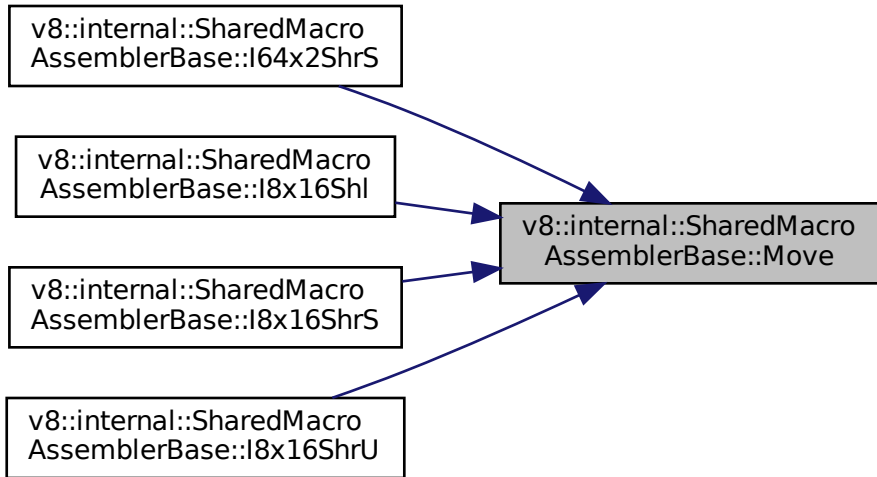 v8::internal::SharedMacro
AssemblerBase::I64x2ShrS
v8::internal::SharedMacro
AssemblerBase::I8x16Shl
v8::internal::SharedMacro
AssemblerBase::Move
v8::internal::SharedMacro
AssemblerBase::I8x16ShrS
v8::internal::SharedMacro
AssemblerBase::I8x16ShrU